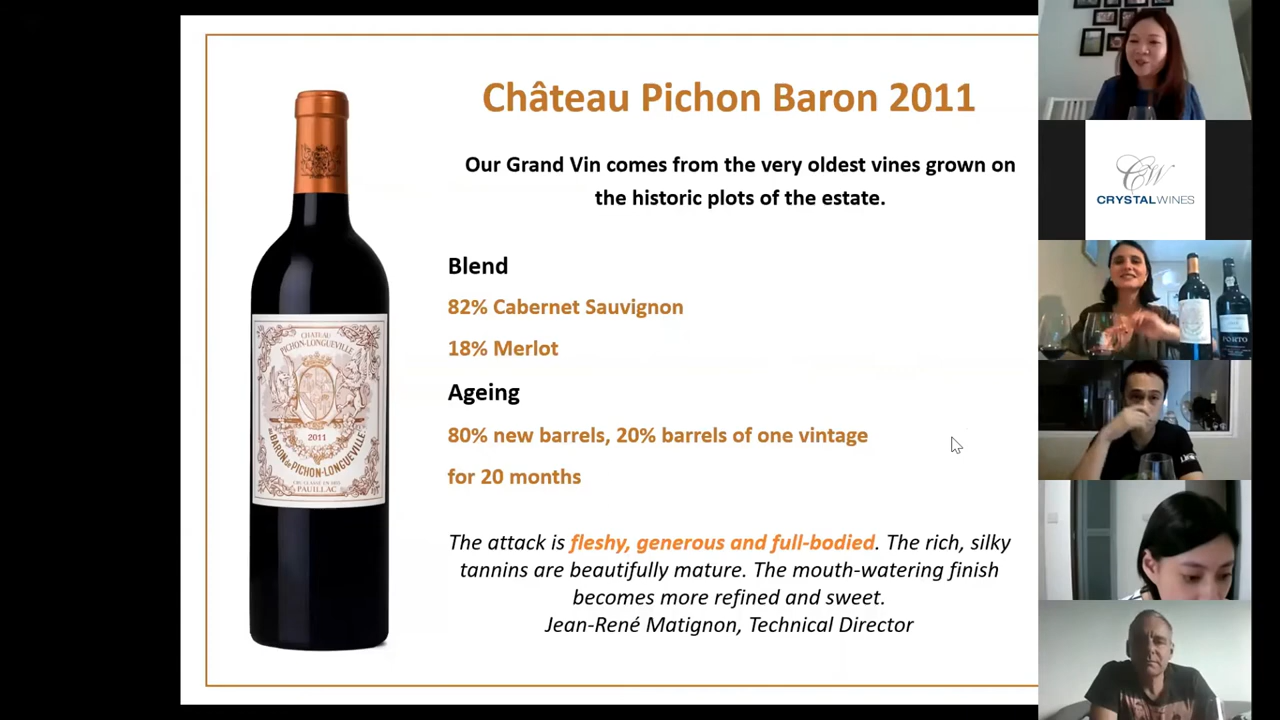 Château Pichon Baron 2011
Our Grand Vin comes from the very oldest vines grown on
the historic plots of the estate.
Blend
82% Cabernet Sauvignon
18% Merlot
Ageing
80% new barrels, 20% barrels of one vintage
for 20 months
The attack is fleshy, generous and full-bodied. The rich, silky
tannins are beautifully mature. The mouth-watering finish
becomes more refined and sweet.
Jean-René Matignon, Technical Director
CHATEAU
PICHON-LONGUEVILLE
2011
BARON de PICHON-LONGUEVILLE
PAUILLAC
CW
CRYSTAL WINES
PORTO